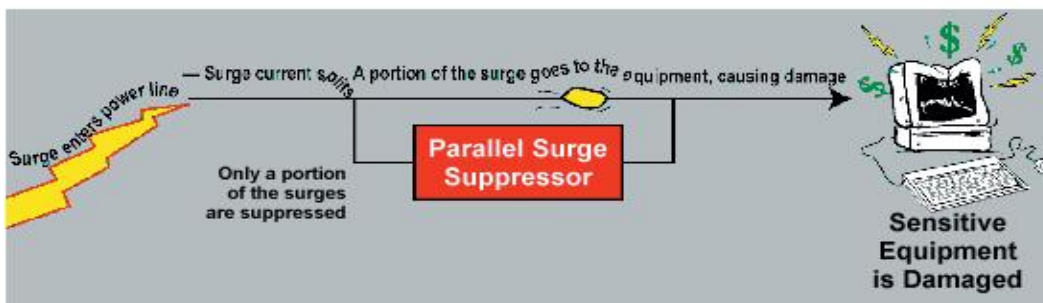 Surge enters power line
Surge current splits A portion of the surge goes to the equipment, causing damage
Only a portion
of the surges
are suppressed
Parallel Surge
Suppressor
$
$
$
Sensitive
Equipment
is Damaged